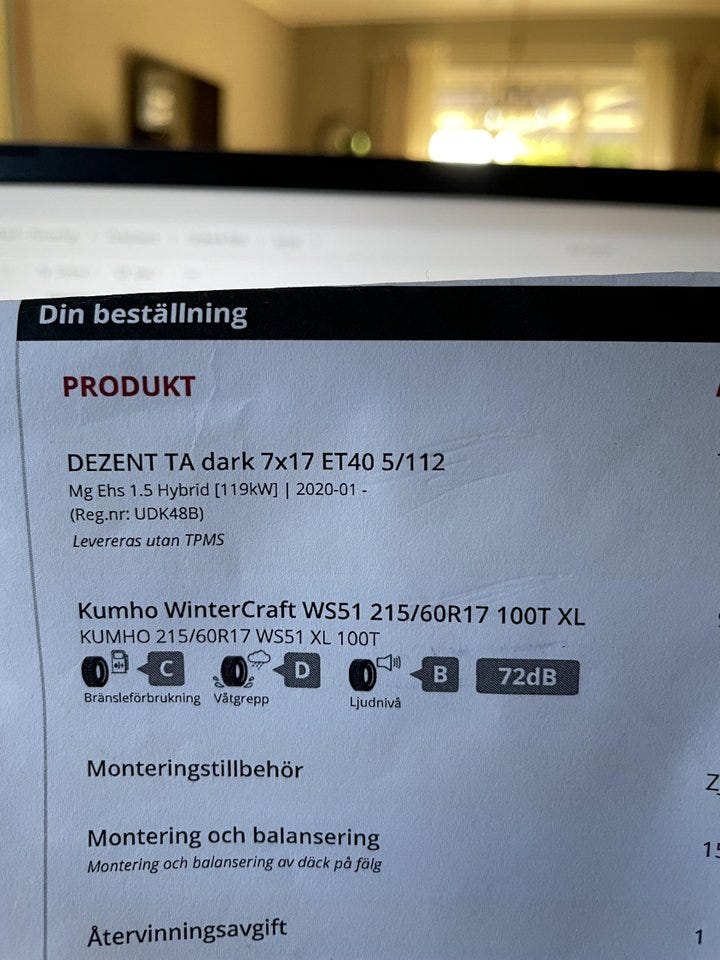 Din beställning
PRODUKT
DEZENT TA dark 7x17 ET40 5/112
Mg Ehs 1.5 Hybrid [119kW] | 2020-01 -
(Reg.nr: UDK48B)
Levereras utan TPMS
Kumho WinterCraft WS51 215/60R17 100T XL
KUMHO 215/60R17 WS51 XL 100T
C D B 72dB
Bränsleförbrukning Våtgrepp Ljudnivå
Monteringstillbehör
Montering och balansering
Montering och balansering av däck på fälg
Återvinningsavgift
1